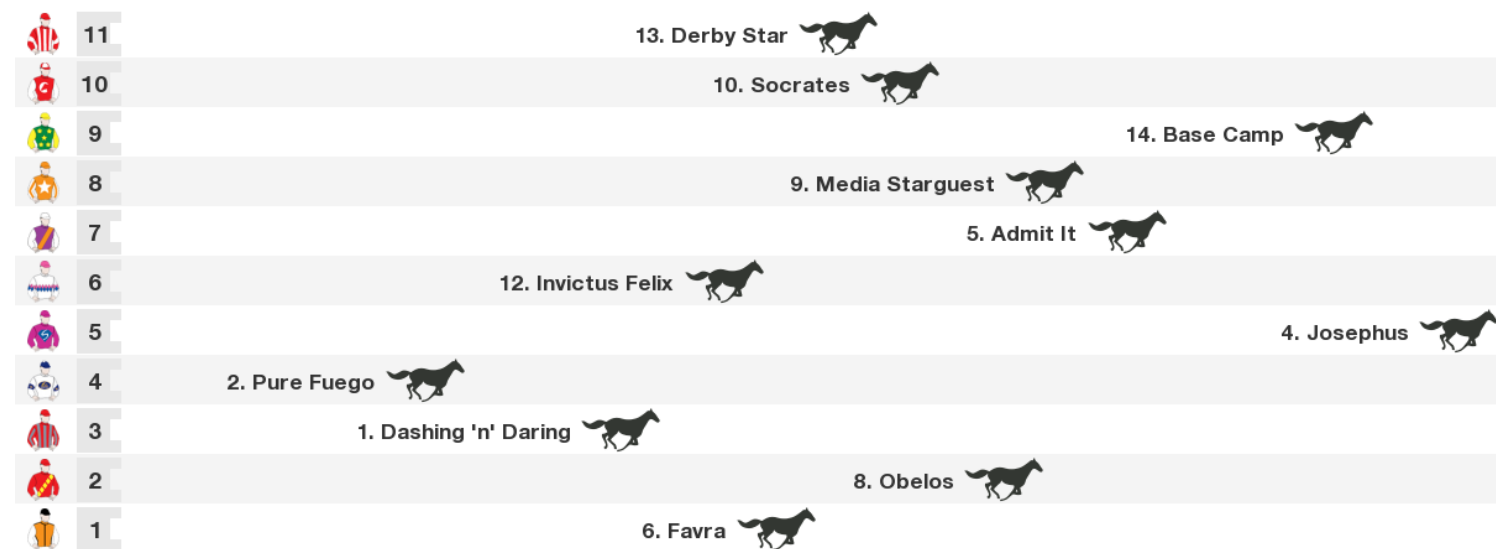 11 13. Derby Star
10 10. Socrates
9 14. Base Camp
8 9. Media Starguest
7 5. Admit It
6 12. Invictus Felix
5 4. Josephus
4 2. Pure Fuego
3 1. Dashing 'n' Daring
2 8. Obelos
1 6. Favra